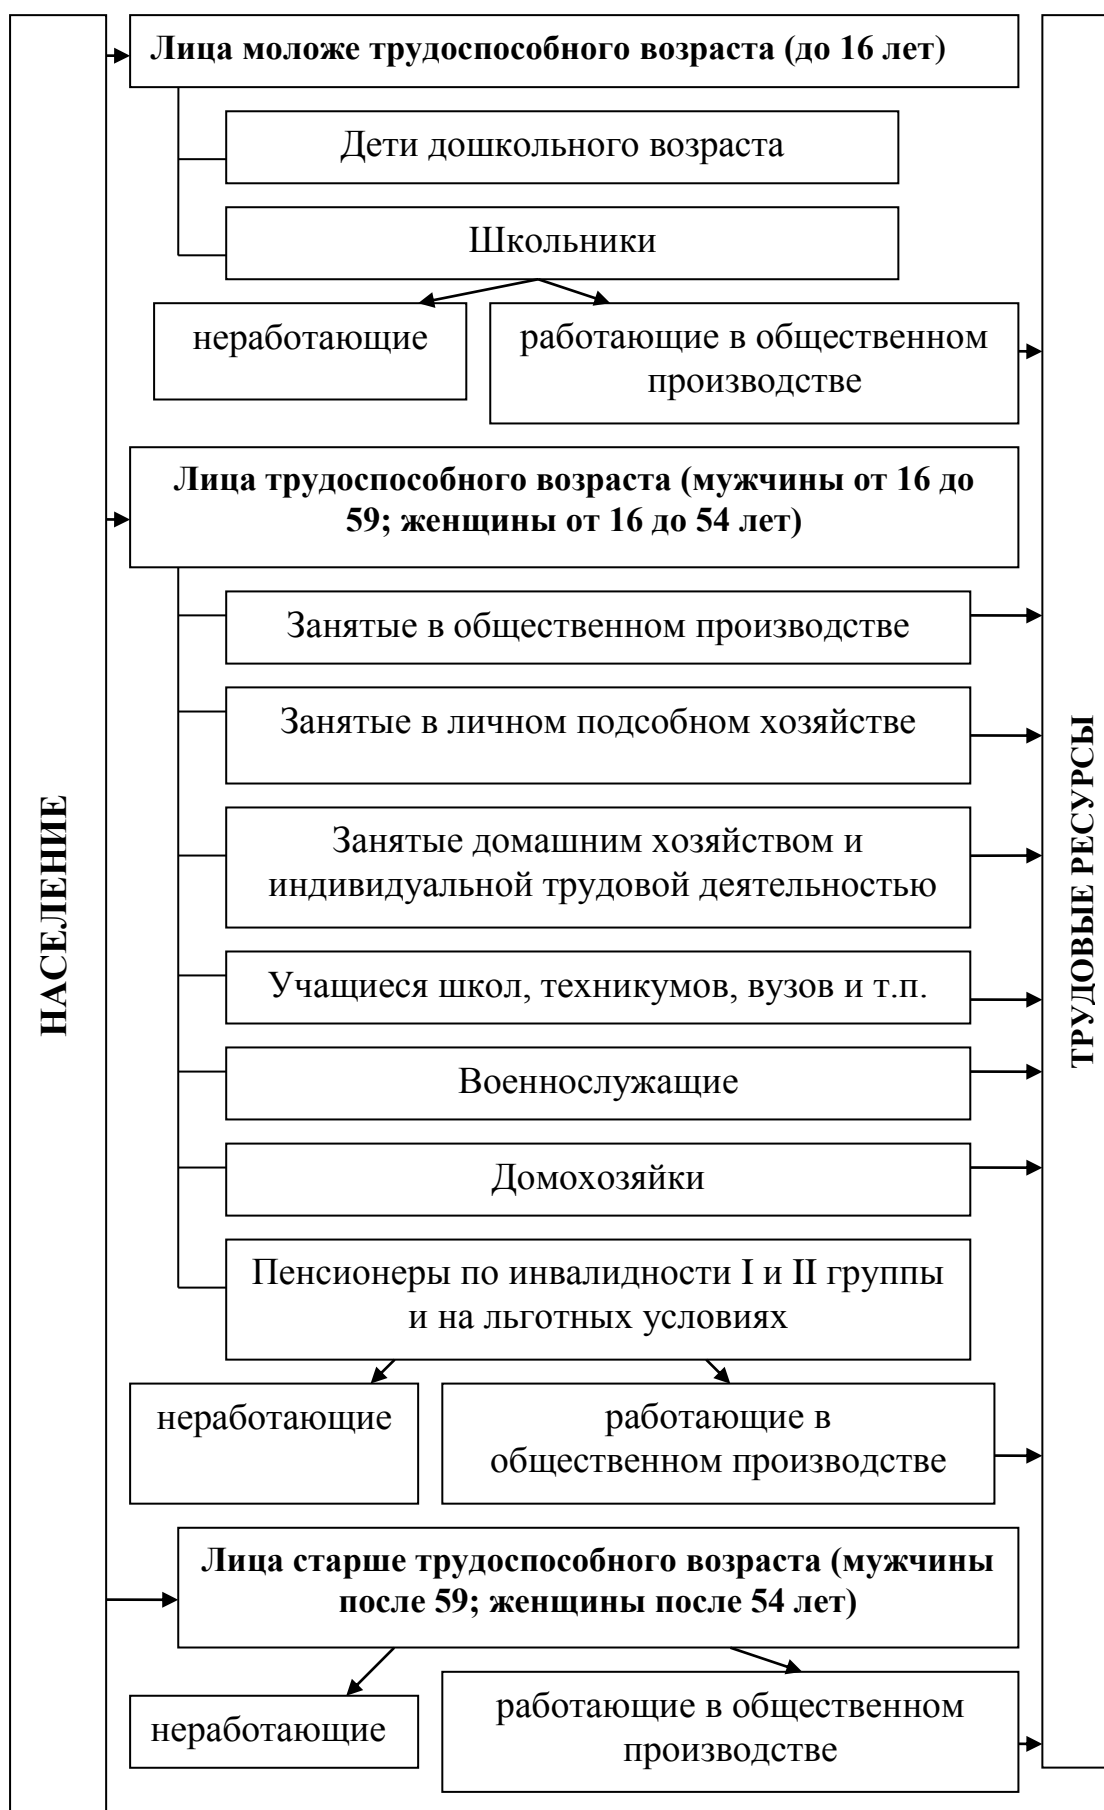 НАСЕЛЕНИЕ
Лица моложе трудоспособного возраста (до 16 лет)
Дети дошкольного возраста
Школьники
неработающие
работающие в общественном
производстве
Лица трудоспособного возраста (мужчины от 16 до
59; женщины от 16 до 54 лет)
Занятые в общественном производстве
Занятые в личном подсобном хозяйстве
Занятые домашним хозяйством и
индивидуальной трудовой деятельностью
Учащиеся школ, техникумов, вузов и т.п.
Военнослужащие
Домохозяйки
Пенсионеры по инвалидности I и II группы
и на льготных условиях
неработающие
работающие в
общественном производстве
Лица старше трудоспособного возраста (мужчины
после 59; женщины после 54 лет)
неработающие
работающие в общественном
производстве
ТРУДОВЫЕ РЕСУРСЫ